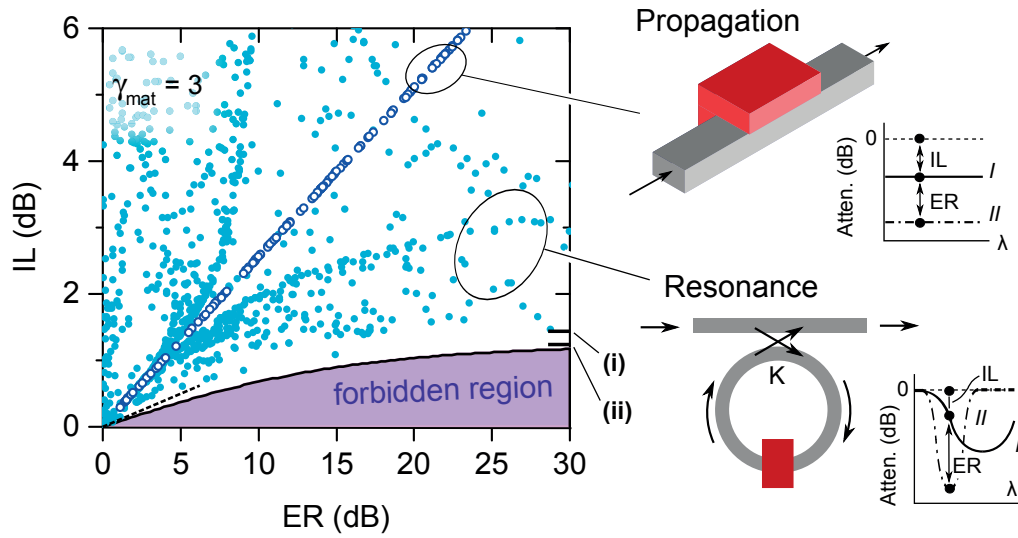 γmat = 3
6
4
2
0
IL (dB)
0
5
10
15
20
25
30
ER (dB)
forbidden region
(i)
(ii)
Propagation
0
IL
I
ER
II
Atten. (dB)
λ
Resonance
K
0
IL
II
I
ER
Atten. (dB)
λ